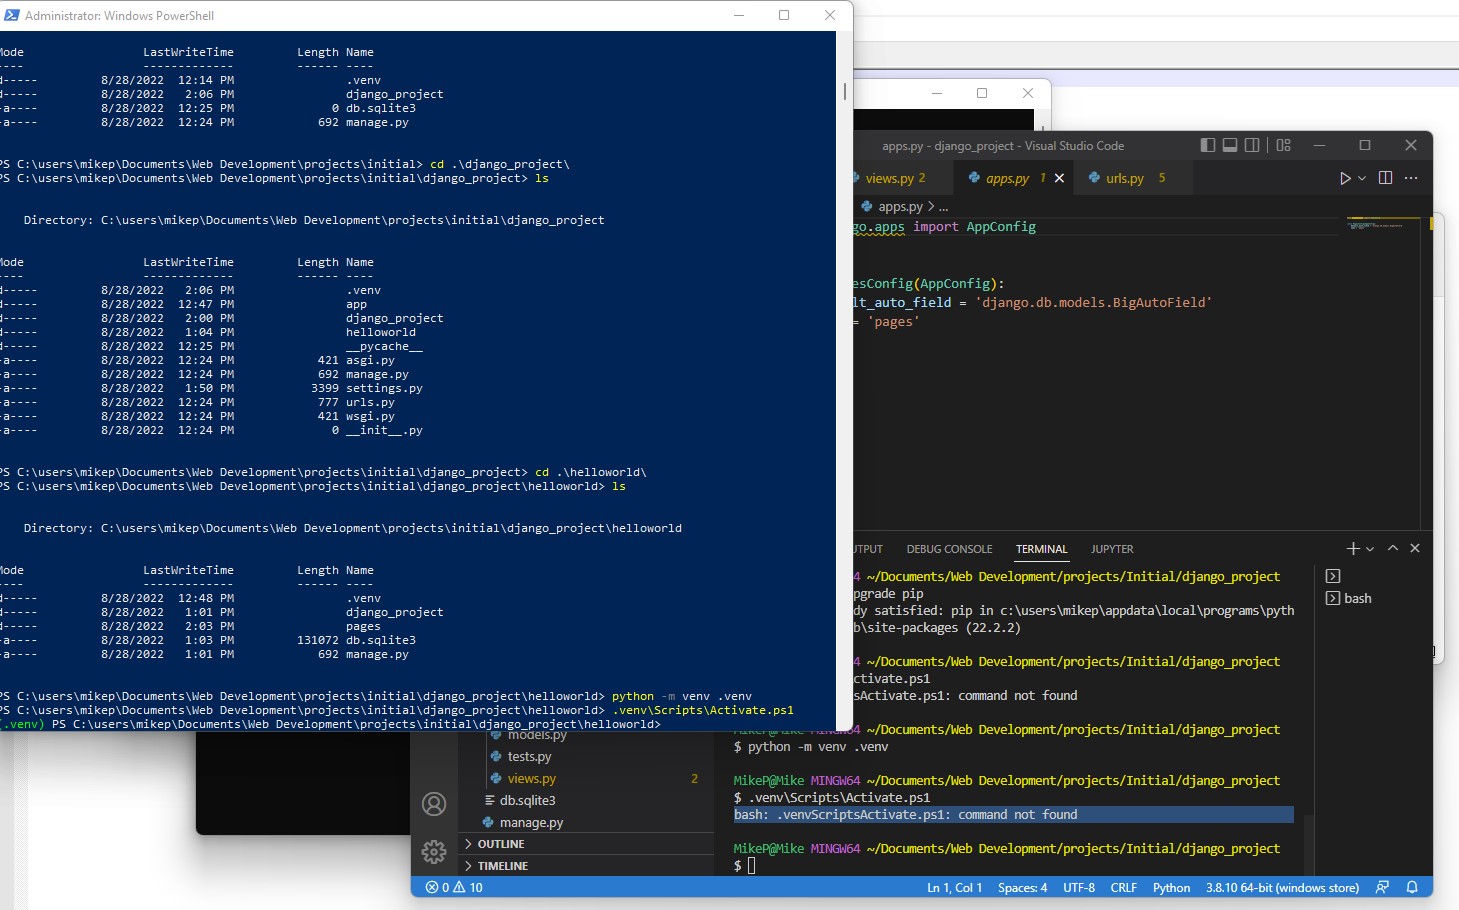 Administrator: Windows PowerShell
Mode LastWriteTime Length Name
---- ------------- ------ ----
d----- 8/28/2022 12:14 PM .venv
d----- 8/28/2022 2:06 PM django_project
-a---- 8/28/2022 12:25 PM 0 db.sqlite3
-a---- 8/28/2022 12:24 PM 692 manage.py
PS C:\users\mikep\Documents\Web Development\projects\initial> cd .\django_project\
PS C:\users\mikep\Documents\Web Development\projects\initial\django_project> ls
Directory: C:\users\mikep\Documents\Web Development\projects\initial\django_project
Mode LastWriteTime Length Name
---- ------------- ------ ----
d----- 8/28/2022 2:06 PM .venv
d----- 8/28/2022 12:47 PM app
d----- 8/28/2022 2:00 PM django_project
d----- 8/28/2022 1:04 PM helloworld
d----- 8/28/2022 12:25 PM __pycache__
-a---- 8/28/2022 12:24 PM 421 asgi.py
-a---- 8/28/2022 12:24 PM 692 manage.py
-a---- 8/28/2022 1:50 PM 3399 settings.py
-a---- 8/28/2022 12:24 PM 777 urls.py
-a---- 8/28/2022 12:24 PM 421 wsgi.py
-a---- 8/28/2022 12:24 PM 0 __init__.py
PS C:\users\mikep\Documents\Web Development\projects\initial\django_project> cd .\helloworld\
PS C:\users\mikep\Documents\Web Development\projects\initial\django_project\helloworld> ls
Directory: C:\users\mikep\Documents\Web Development\projects\initial\django_project\helloworld
Mode LastWriteTime Length Name
---- ------------- ------ ----
d----- 8/28/2022 12:48 PM .venv
d----- 8/28/2022 1:01 PM django_project
d----- 8/28/2022 2:03 PM pages
-a---- 8/28/2022 1:03 PM 131072 db.sqlite3
-a---- 8/28/2022 1:01 PM 692 manage.py
PS C:\users\mikep\Documents\Web Development\projects\initial\django_project\helloworld> python -m venv .venv
PS C:\users\mikep\Documents\Web Development\projects\initial\django_project\helloworld> .venv\Scripts\Activate.ps1
(.venv) PS C:\users\mikep\Documents\Web Development\projects\initial\django_project\helloworld>
apps.py - django_project - Visual Studio Code
views.py 2 apps.py 1 urls.py 5
apps.py > ...
go.apps import AppConfig
esConfig(AppConfig):
lt_auto_field = 'django.db.models.BigAutoField'
= 'pages'
UTPUT DEBUG CONSOLE TERMINAL JUPYTER
4 ~/Documents/Web Development/projects/Initial/django_project
pgrade pip
dy satisfied: pip in c:\users\mikep\appdata\local\programs\pyth
b\site-packages (22.2.2)
4 ~/Documents/Web Development/projects/Initial/django_project
ctivate.ps1
sActivate.ps1: command not found
MikeP@Mike MINGW64 ~/Documents/Web Development/projects/Initial/django_project
$ python -m venv .venv
MikeP@Mike MINGW64 ~/Documents/Web Development/projects/Initial/django_project
$ .venv\Scripts\Activate.ps1
bash: .venvScriptsActivate.ps1: command not found
MikeP@Mike MINGW64 ~/Documents/Web Development/projects/Initial/django_project
$
bash
models.py
tests.py
views.py 2
db.sqlite3
manage.py
OUTLINE
TIMELINE
0 10 Ln 1, Col 1 Spaces: 4 UTF-8 CRLF Python 3.8.10 64-bit (windows store)